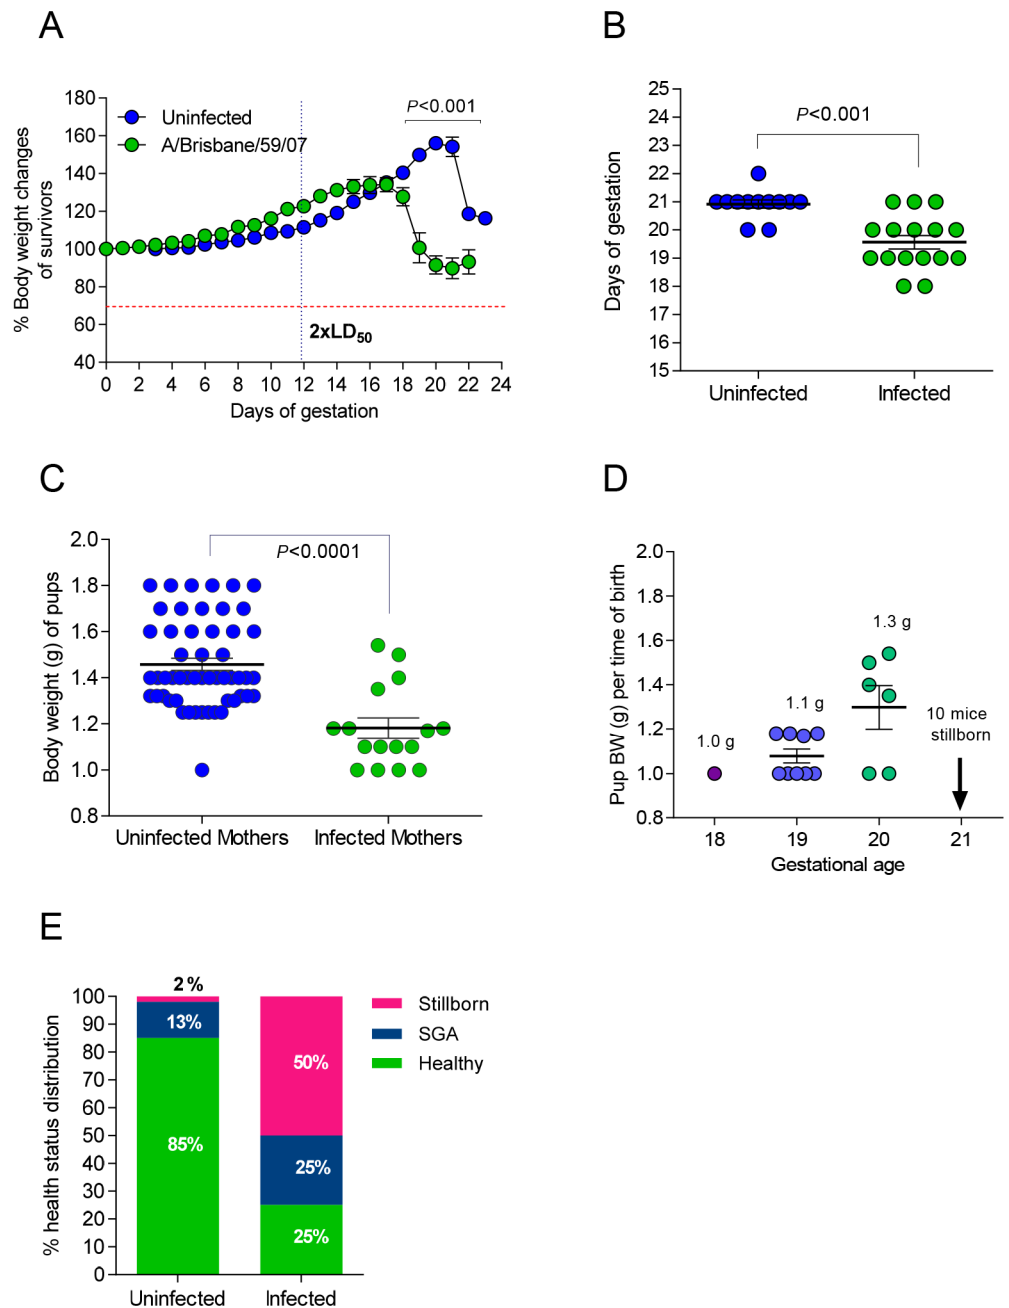 A
% Body weight changes
of survivors
180
160
140
120
100
80
60
40
Uninfected
A/Brisbane/59/07
P<0.001
2xLD50
0 2 4 6 8 10 12 14 16 18 20 22 24
Days of gestation
B
Days of gestation
25
24
23
22
21
20
19
18
17
16
15
P<0.001
Uninfected Infected
C
Body weight (g) of pups
2.0
1.8
1.6
1.4
1.2
1.0
0.8
P<0.0001
Uninfected Mothers Infected Mothers
D
Pup BW (g) per time of birth
2.0
1.8
1.6
1.4
1.2
1.0
0.8
1.0 g
1.1 g
1.3 g
10 mice
stillborn
18 19 20 21
Gestational age
E
% health status distribution
100
90
80
70
60
50
40
30
20
10
0
2 %
13%
85%
50%
25%
25%
Stillborn
SGA
Healthy
Uninfected Infected